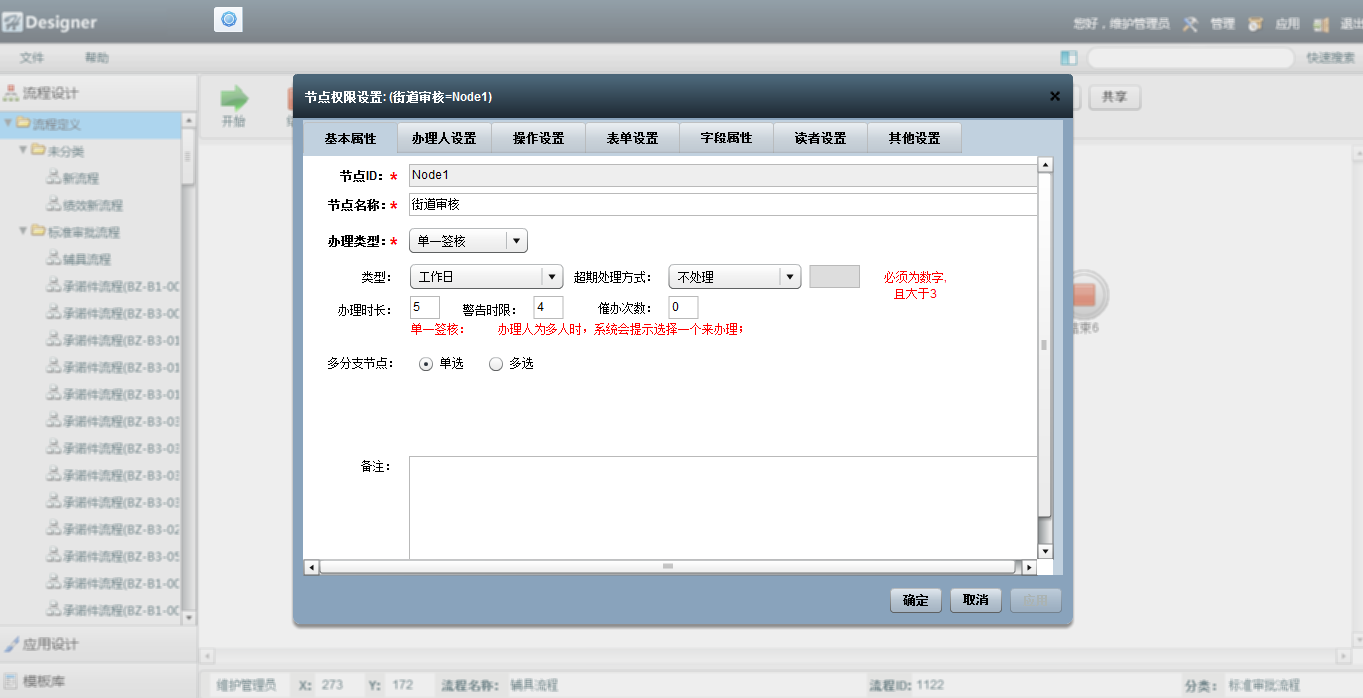 Designer
您好，维护管理员 管理 应用 退出
文件 帮助 快速搜索
流程设计
流程定义
未分类
新流程
绩效新流程
标准审批流程
辅具流程
承诺件流程(BZ-B1-00
承诺件流程(BZ-B3-00
承诺件流程(BZ-B3-01
承诺件流程(BZ-B3-01
承诺件流程(BZ-B3-01
承诺件流程(BZ-B3-03
承诺件流程(BZ-B3-03
承诺件流程(BZ-B3-03
承诺件流程(BZ-B3-03
承诺件流程(BZ-B3-02
承诺件流程(BZ-B3-05
承诺件流程(BZ-B1-00
承诺件流程(BZ-B1-00
应用设计
模板库
开始
共享
结束6
节点权限设置:(街道审核=Node1)
基本属性 办理人设置 操作设置 表单设置 字段属性 读者设置 其他设置
节点ID：* Node1
节点名称：* 街道审核
办理类型：* 单一签核
类型： 工作日 超期处理方式： 不处理 必须为数字,
且大于3
办理时长： 5 警告时限： 4 催办次数： 0
单一签核： 办理人为多人时，系统会提示选择一个来办理；
多分支节点： 单选 多选
备注：
确定 取消 应用
维护管理员 X: 273 Y: 172 流程名称： 辅具流程 流程ID: 1122 分类： 标准审批流程